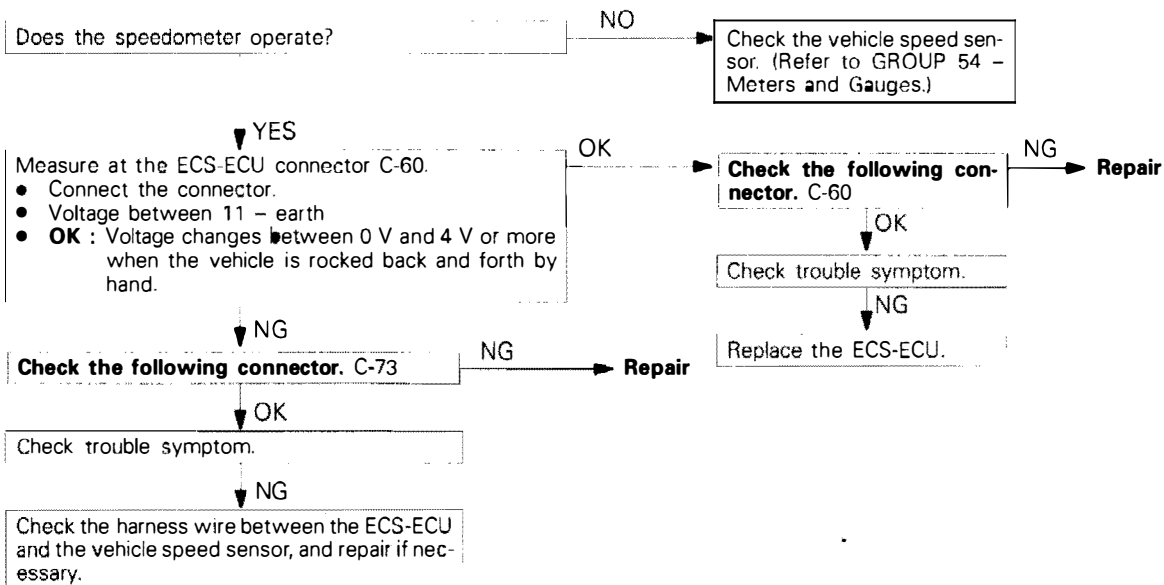 Does the speedometer operate?
NO
Check the vehicle speed sen-
sor. (Refer to GROUP 54 –
Meters and Gauges.)
YES
Measure at the ECS-ECU connector C-60.
● Connect the connector.
● Voltage between 11 – earth
● OK : Voltage changes between 0 V and 4 V or more
when the vehicle is rocked back and forth by
hand.
OK
Check the following con-
nector. C-60
NG
Repair
OK
Check trouble symptom.
NG
Replace the ECS-ECU.
NG
Check the following connector. C-73
NG
Repair
OK
Check trouble symptom.
NG
Check the harness wire between the ECS-ECU
and the vehicle speed sensor, and repair if nec-
essary.